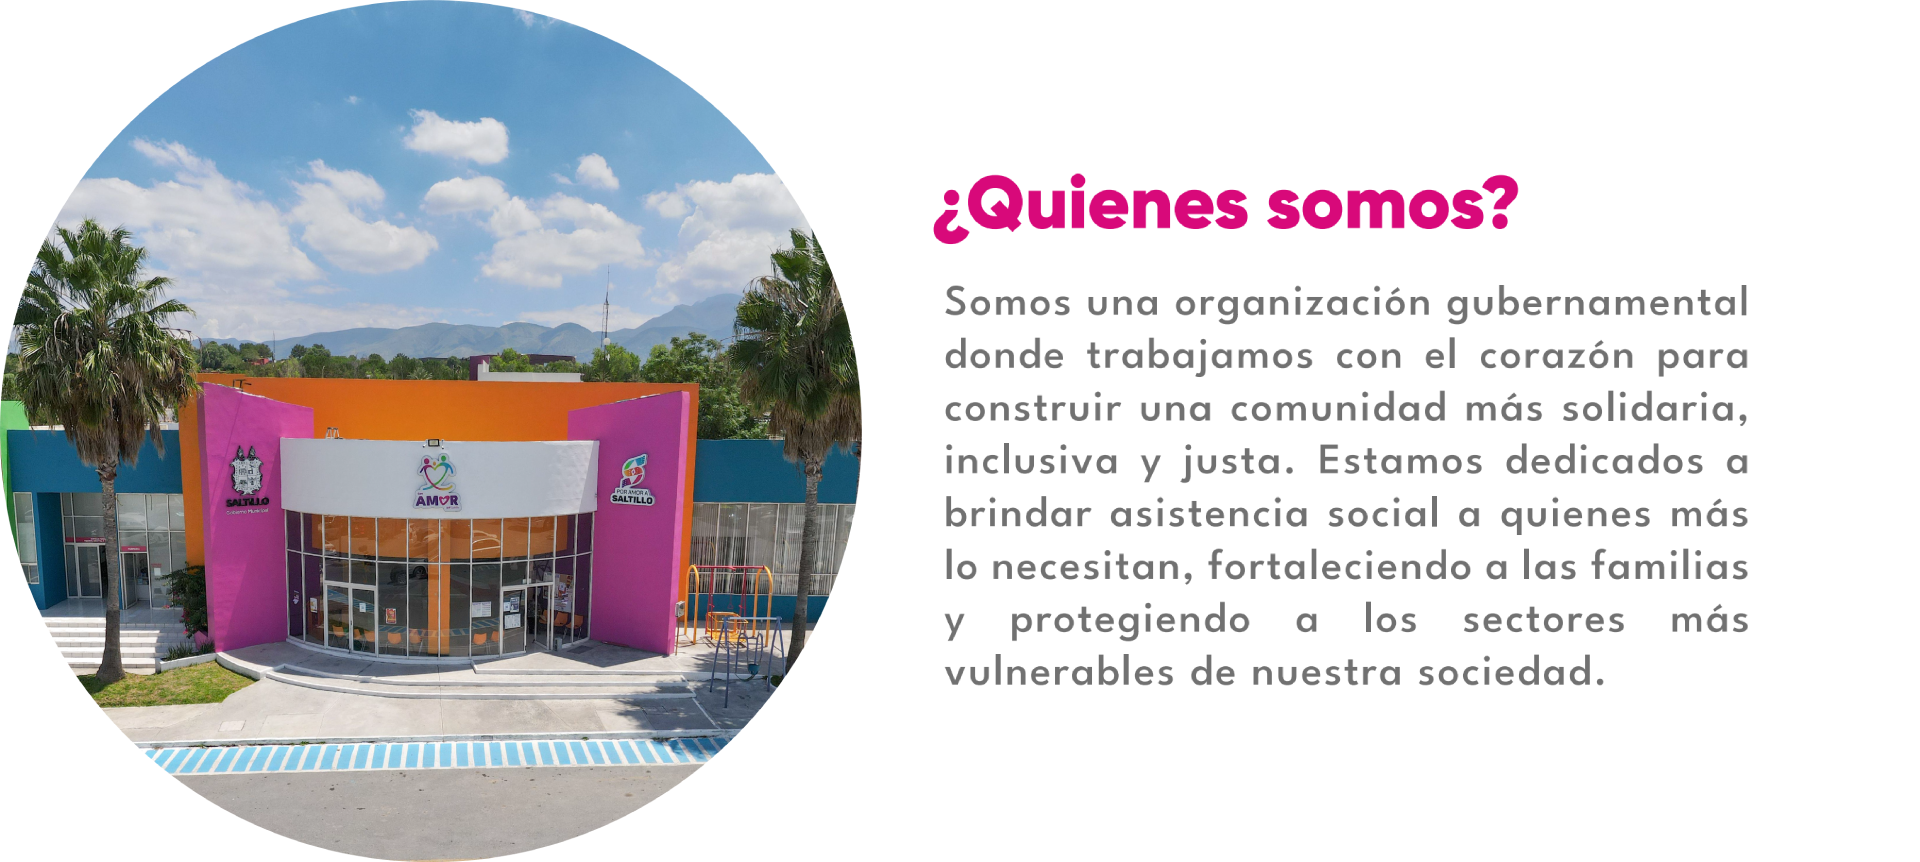 ¿Quienes somos?
Somos una organización gubernamental
donde trabajamos con el corazón para
construir una comunidad más solidaria,
inclusiva y justa. Estamos dedicados a
brindar asistencia social a quienes más
lo necesitan, fortaleciendo a las familias
y protegiendo a los sectores más
vulnerables de nuestra sociedad.
SALTILLO
Gobierno Municipal
AMOR
POR AMOR A
SALTILLO